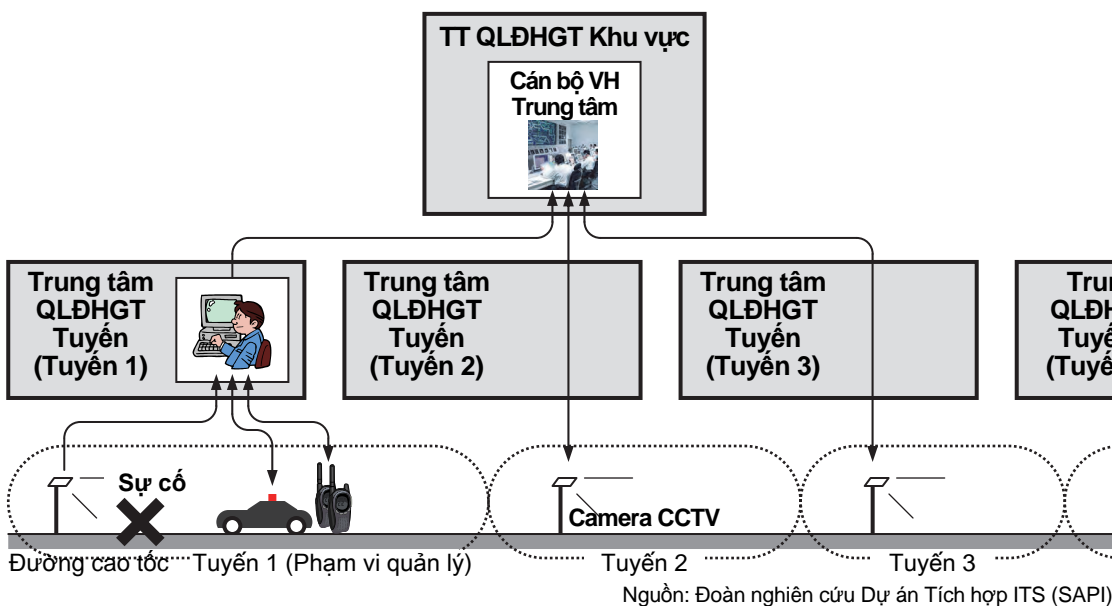 TT QLĐHGT Khu vực
Cán bộ VH
Trung tâm
Trung tâm
QLĐHGT
Tuyến
(Tuyến 1)
Trung tâm
QLĐHGT
Tuyến
(Tuyến 2)
Trung tâm
QLĐHGT
Tuyến
(Tuyến 3)
Sự cố
Camera CCTV
Đường cao tốc
Tuyến 1 (Phạm vi quản lý)
Tuyến 2
Tuyến 3
Nguồn: Đoàn nghiên cứu Dự án Tích hợp ITS (SAPI)